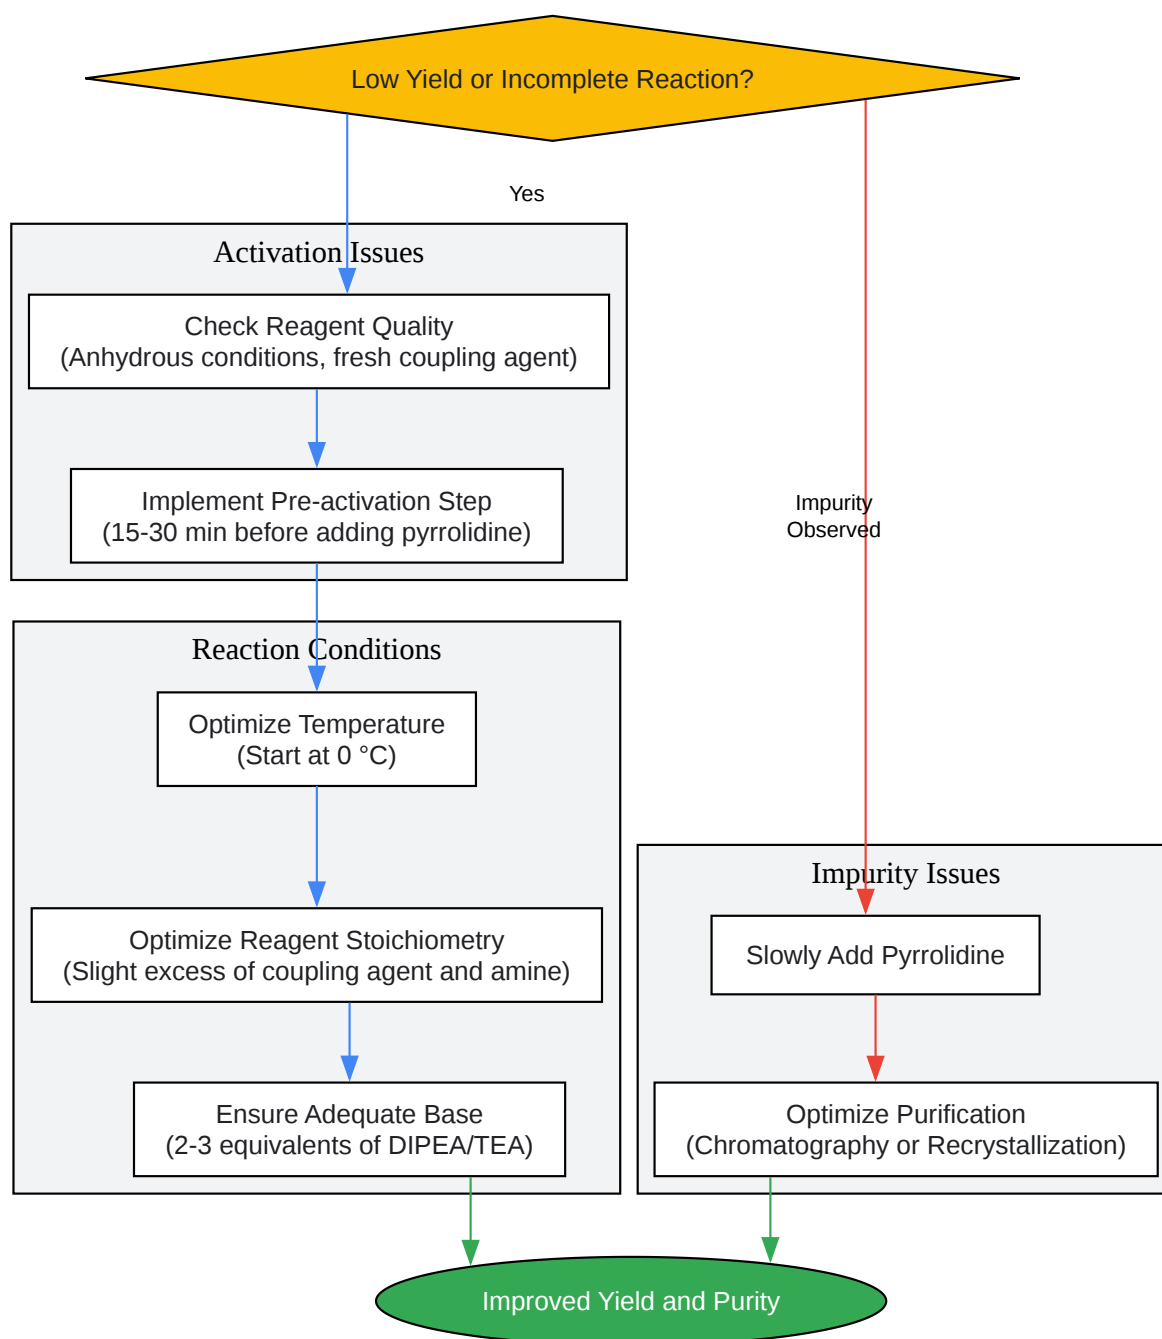 Low Yield or Incomplete Reaction?
Yes
Activation Issues
Check Reagent Quality
(Anhydrous conditions, fresh coupling agent)
Implement Pre-activation Step
(15-30 min before adding pyrrolidine)
Impurity
Observed
Reaction Conditions
Optimize Temperature
(Start at 0 °C)
Optimize Reagent Stoichiometry
(Slight excess of coupling agent and amine)
Ensure Adequate Base
(2-3 equivalents of DIPEA/TEA)
Impurity Issues
Slowly Add Pyrrolidine
Optimize Purification
(Chromatography or Recrystallization)
Improved Yield and Purity